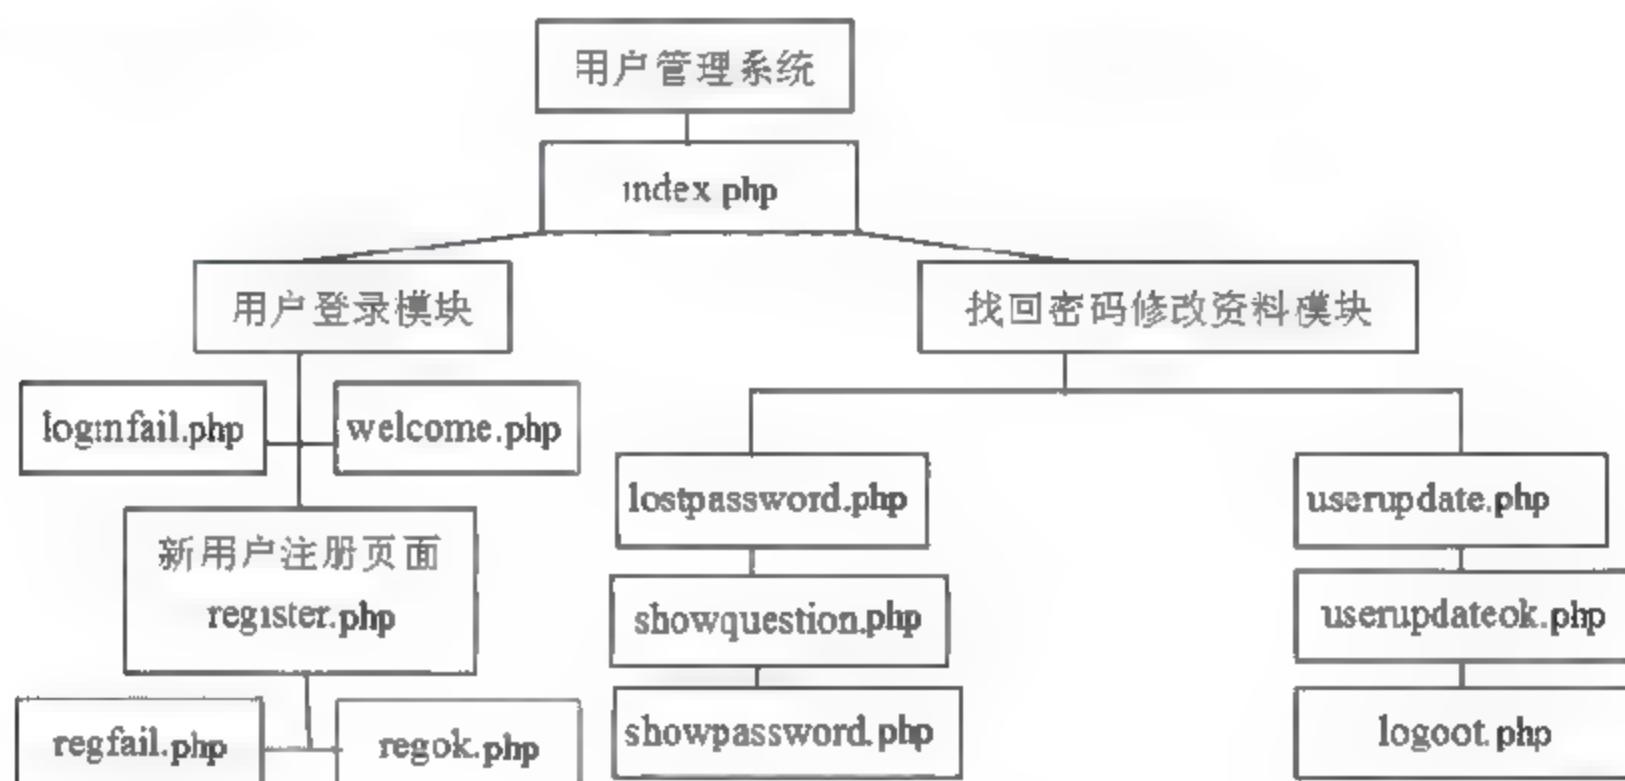 用户管理系统
index php
用户登录模块
找回密码修改资料模块
loginfail.php
welcome.php
lostpassword.php
userupdate.php
新用户注册页面
register.php
showquestion.php
userupdateok.php
regfail.php
regok.php
showpassword.php
logoot.php